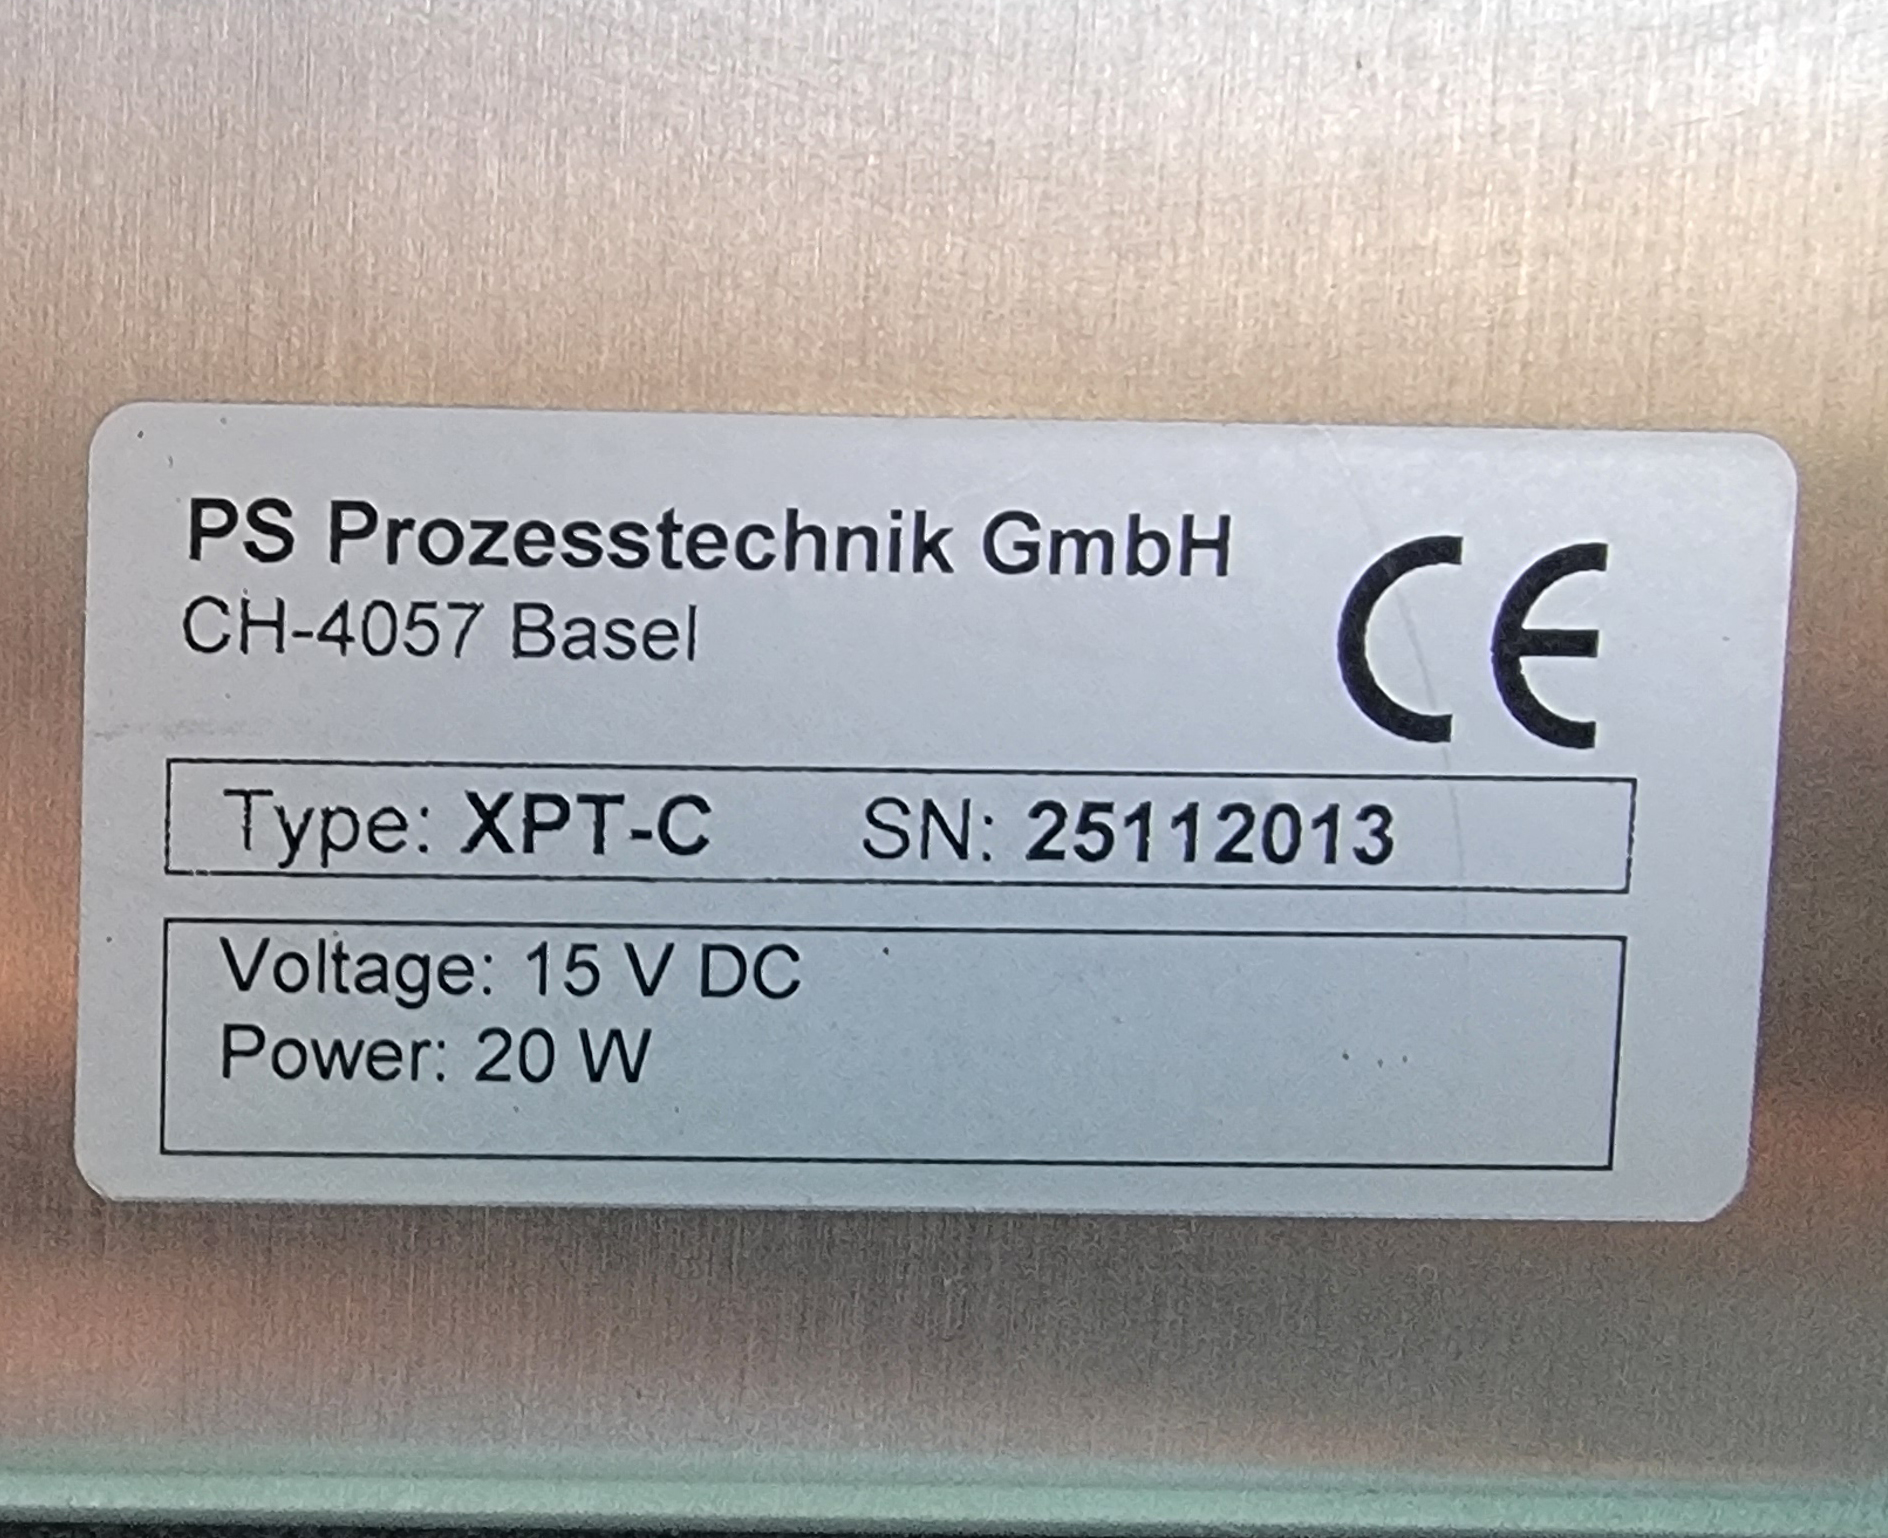 PS Prozesstechnik GmbH
CH-4057 Basel
CE
Type: XPT-C SN: 25112013
Voltage: 15 V DC
Power: 20 W